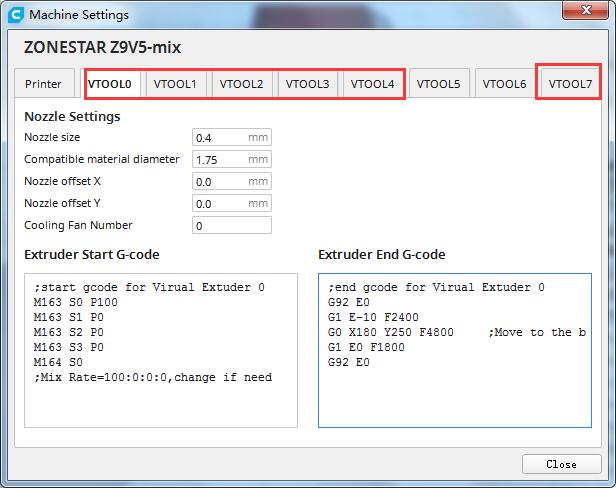 Machine Settings
ZONESTAR Z9V5-mix
Printer VTOOL0 VTOOL1 VTOOL2 VTOOL3 VTOOL4 VTOOL5 VTOOL6 VTOOL7
Nozzle Settings
Nozzle size 0.4 mm
Compatible material diameter 1.75 mm
Nozzle offset X 0.0 mm
Nozzle offset Y 0.0 mm
Cooling Fan Number 0
Extruder Start G-code
;start gcode for Virual Extuder 0
M163 S0 P100
M163 S1 P0
M163 S2 P0
M163 S3 P0
M164 S0
;Mix Rate=100:0:0:0,change if need
Extruder End G-code
;end gcode for Virual Extuder 0
G92 E0
G1 E-10 F2400
G0 X180 Y250 F4800 ;Move to the b
G1 E0 F1800
G92 E0
Close